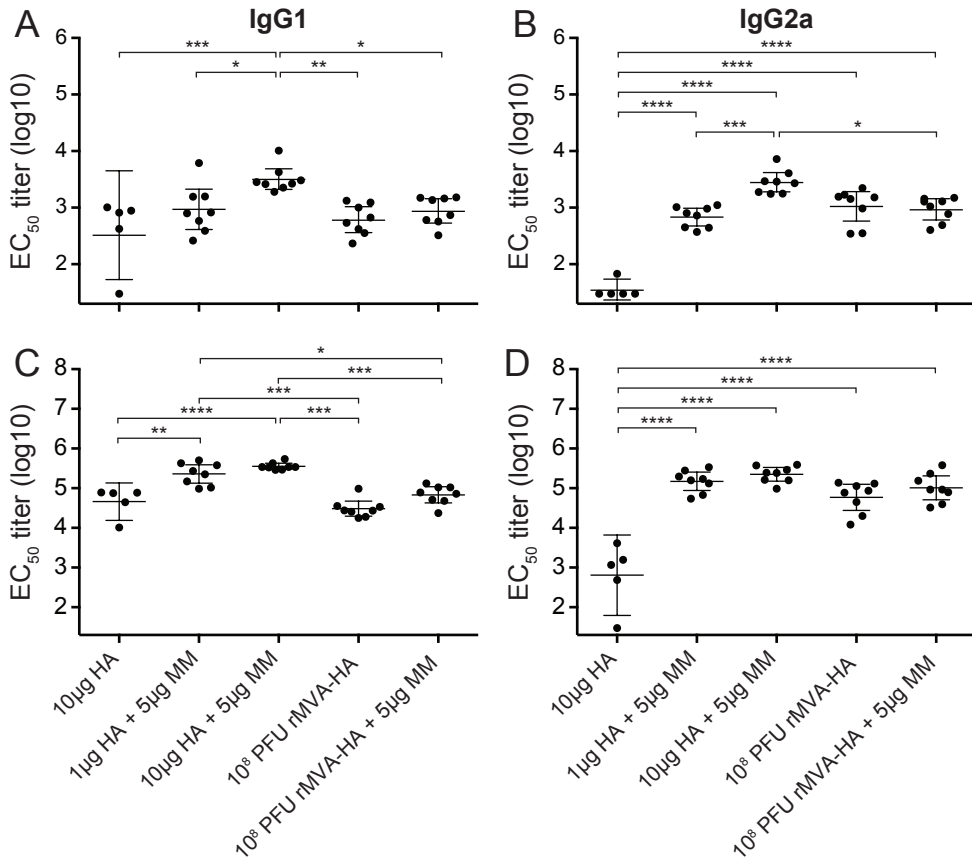 A
IgG1
B
IgG2a
EC50 titer (log10)
6
5
4
3
2
***
*
*
**
EC50 titer (log10)
6
5
4
3
2
****
****
****
****
***
*
C
EC50 titer (log10)
8
7
6
5
4
3
2
*
***
***
****
***
**
D
EC50 titer (log10)
8
7
6
5
4
3
2
****
****
****
****
10µg HA
1µg HA + 5µg MM
10µg HA + 5µg MM
10⁸ PFU rMVA-HA
10⁸ PFU rMVA-HA + 5µg MM
10µg HA
1µg HA + 5µg MM
10µg HA + 5µg MM
10⁸ PFU rMVA-HA
10⁸ PFU rMVA-HA + 5µg MM